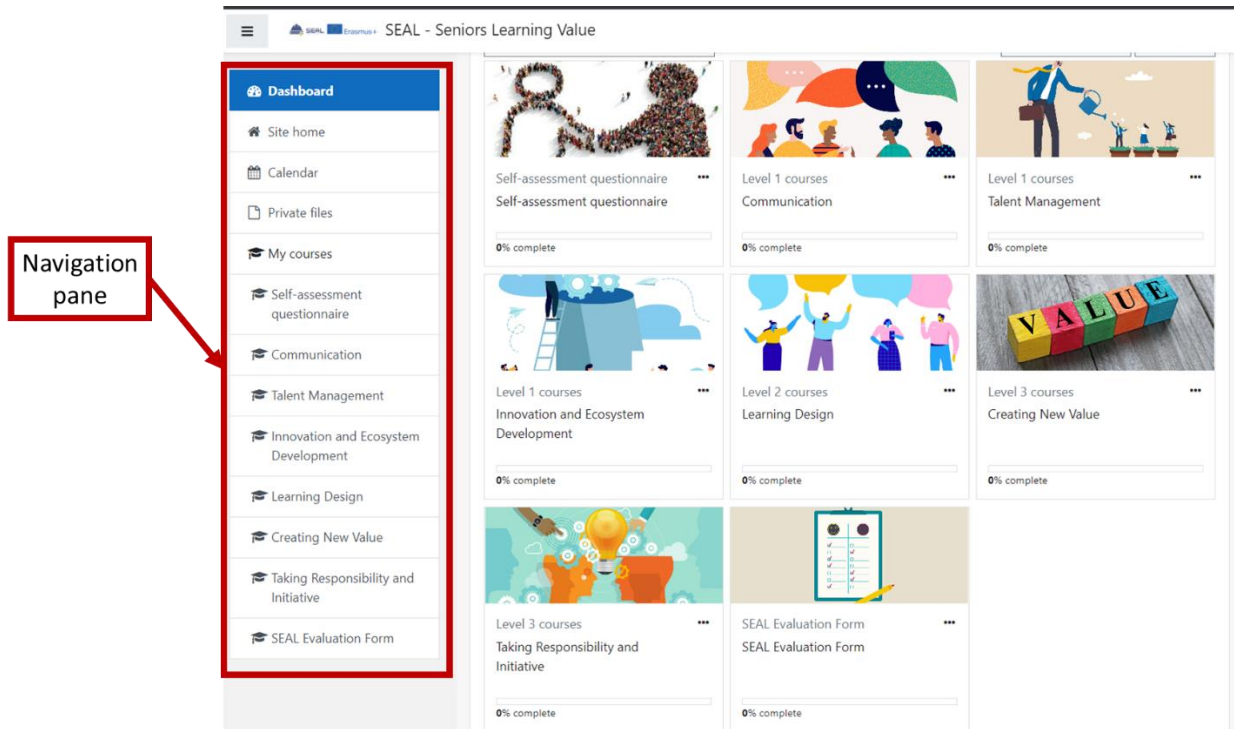 SEAL Erasmus+ SEAL - Seniors Learning Value
Navigation
pane
Dashboard
Site home
Calendar
Private files
My courses
Self-assessment
questionnaire
Communication
Talent Management
Innovation and Ecosystem
Development
Learning Design
Creating New Value
Taking Responsibility and
Initiative
SEAL Evaluation Form
Self-assessment questionnaire
Self-assessment questionnaire
0% complete
Level 1 courses
Communication
0% complete
Level 1 courses
Talent Management
0% complete
Level 1 courses
Innovation and Ecosystem
Development
0% complete
Level 2 courses
Learning Design
0% complete
VALUE
Level 3 courses
Creating New Value
0% complete
Level 3 courses
Taking Responsibility and
Initiative
0% complete
SEAL Evaluation Form
SEAL Evaluation Form
0% complete